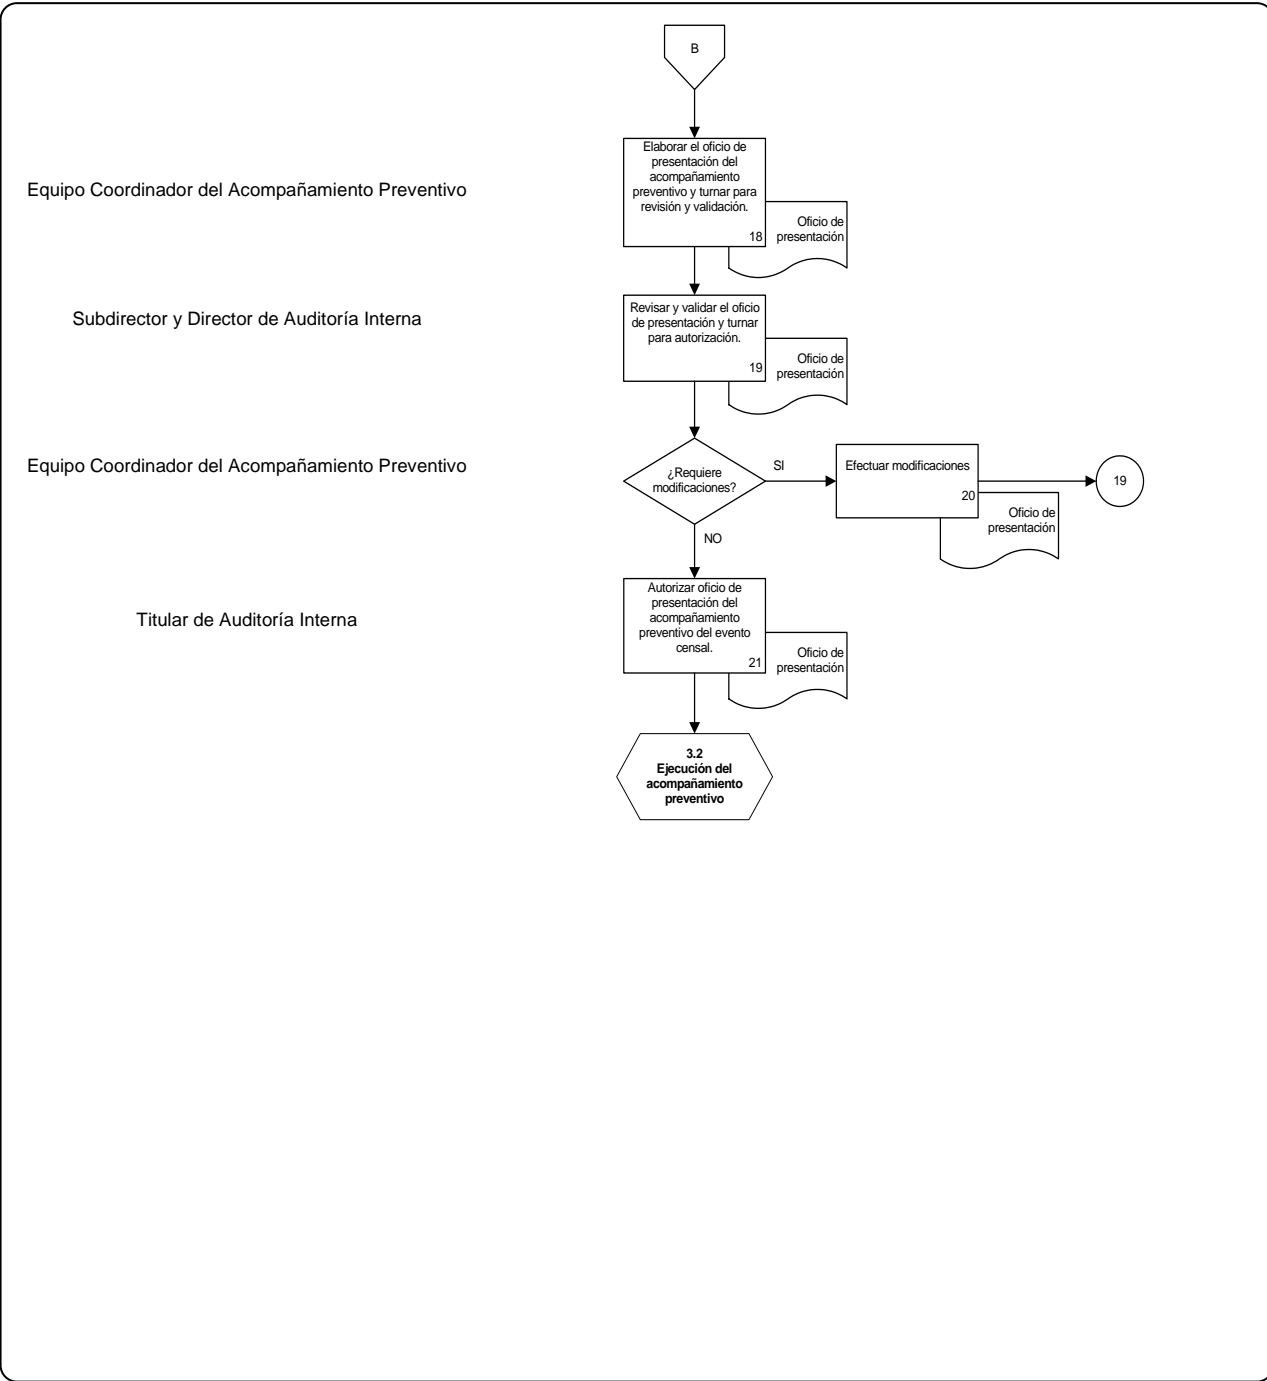 B
Equipo Coordinador del Acompañamiento Preventivo
Elaborar el oficio de
presentación del
acompañamiento
preventivo y turnar para
revisión y validación.
18
Oficio de
presentación
Subdirector y Director de Auditoría Interna
Revisar y validar el oficio
de presentación y turnar
para autorización.
19
Oficio de
presentación
Equipo Coordinador del Acompañamiento Preventivo
¿Requiere
modificaciones?
SI
Efectuar modificaciones
20
Oficio de
presentación
19
NO
Titular de Auditoría Interna
Autorizar oficio de
presentación del
acompañamiento
preventivo del evento
censal.
21
Oficio de
presentación
3.2
Ejecución del
acompañamiento
preventivo